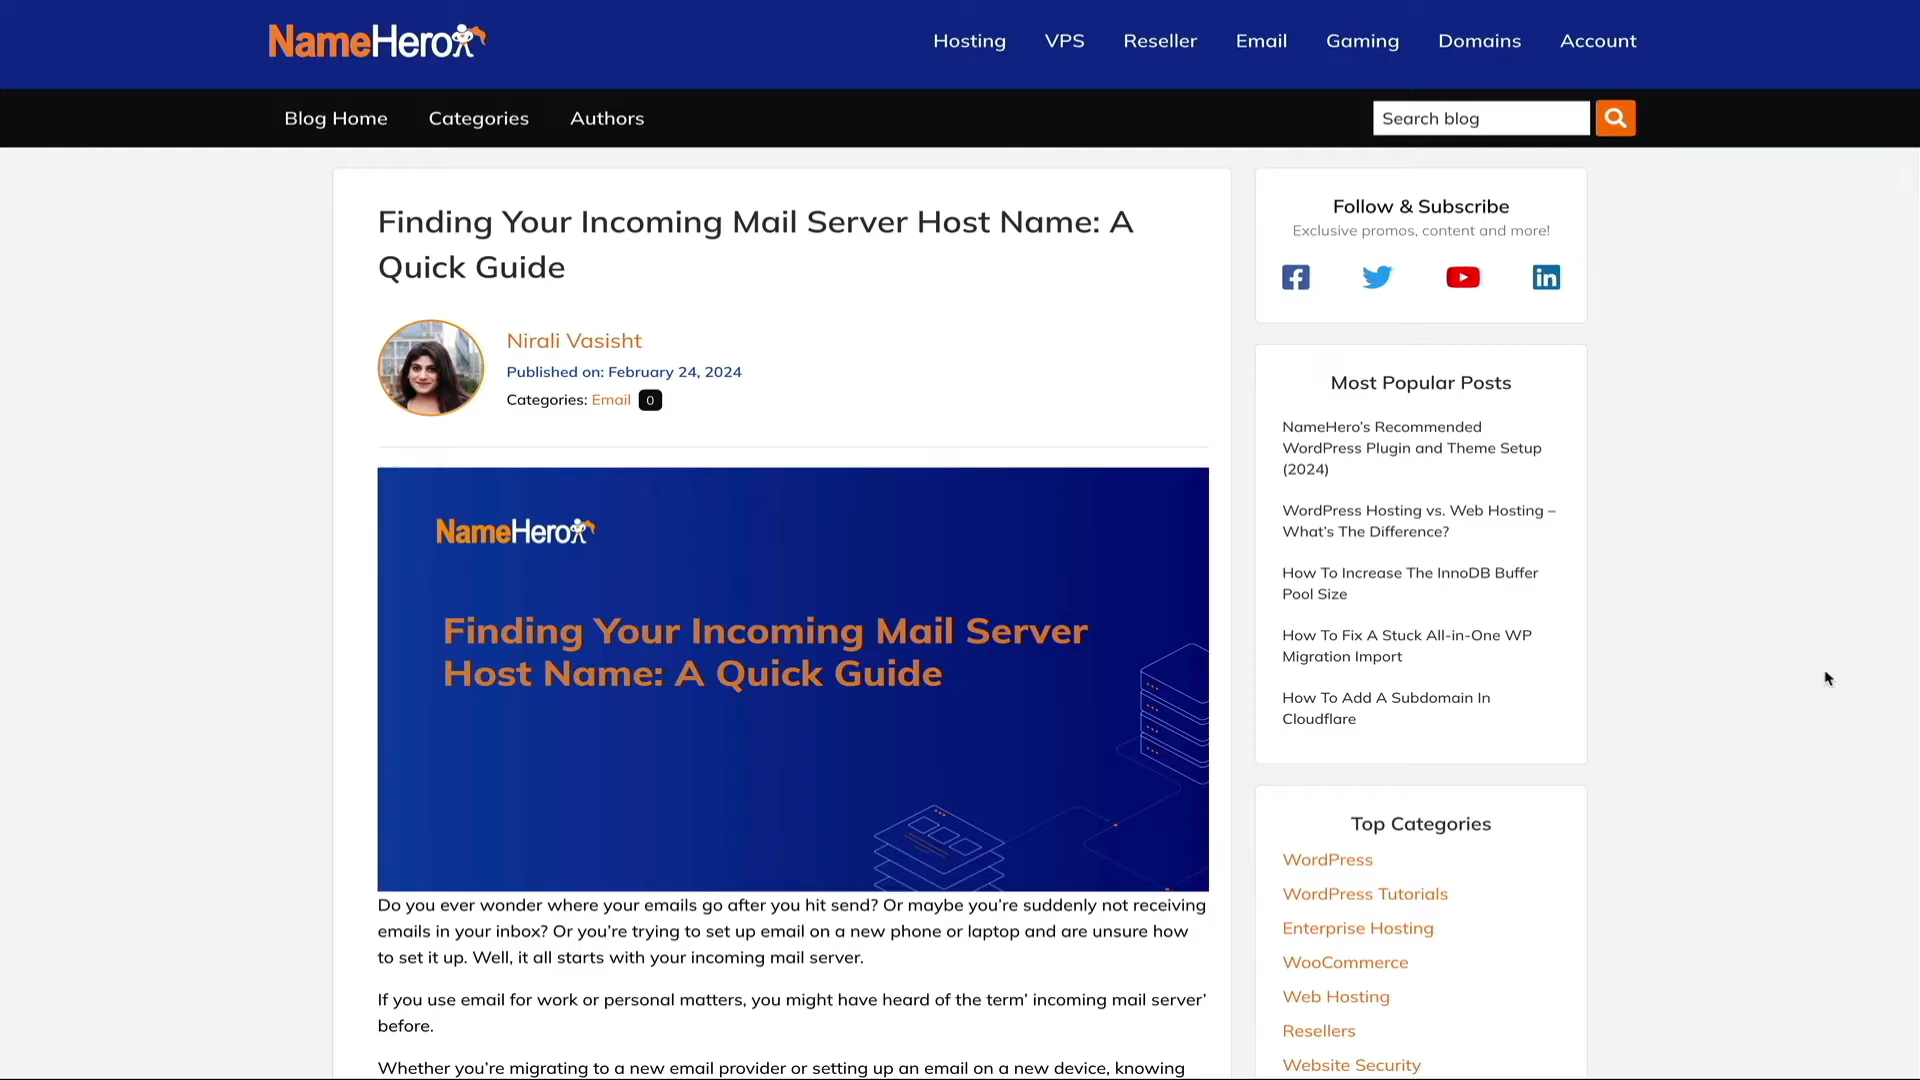 NameHero
Hosting
VPS
Reseller
Email
Gaming
Domains
Account
Blog Home
Categories
Authors
Search blog
Finding Your Incoming Mail Server Host Name: A
Quick Guide
Nirali Vasisht
Published on: February 24, 2024
Categories: Email 0
NameHero
Finding Your Incoming Mail Server
Host Name: A Quick Guide
Do you ever wonder where your emails go after you hit send? Or maybe you’re suddenly not receiving
emails in your inbox? Or you’re trying to set up email on a new phone or laptop and are unsure how
to set it up. Well, it all starts with your incoming mail server.
If you use email for work or personal matters, you might have heard of the term’ incoming mail server’
before.
Whether you’re migrating to a new email provider or setting up an email on a new device, knowing
Follow & Subscribe
Exclusive promos, content and more!
Most Popular Posts
NameHero’s Recommended
WordPress Plugin and Theme Setup
(2024)
WordPress Hosting vs. Web Hosting –
What’s The Difference?
How To Increase The InnoDB Buffer
Pool Size
How To Fix A Stuck All-in-One WP
Migration Import
How To Add A Subdomain In
Cloudflare
Top Categories
WordPress
WordPress Tutorials
Enterprise Hosting
WooCommerce
Web Hosting
Resellers
Website Security